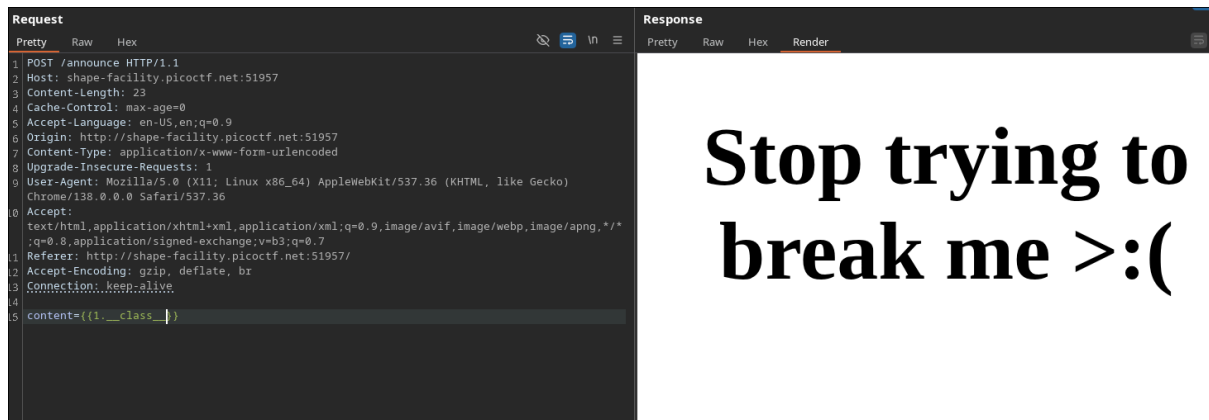 Request
Pretty Raw Hex \n
1 POST /announce HTTP/1.1
2 Host: shape-facility.picoctf.net:51957
3 Content-Length: 23
4 Cache-Control: max-age=0
5 Accept-Language: en-US,en;q=0.9
6 Origin: http://shape-facility.picoctf.net:51957
7 Content-Type: application/x-www-form-urlencoded
8 Upgrade-Insecure-Requests: 1
9 User-Agent: Mozilla/5.0 (X11; Linux x86_64) AppleWebKit/537.36 (KHTML, like Gecko)
Chrome/138.0.0.0 Safari/537.36
10 Accept:
text/html,application/xhtml+xml,application/xml;q=0.9,image/avif,image/webp,image/apng,*/*
;q=0.8,application/signed-exchange;v=b3;q=0.7
11 Referer: http://shape-facility.picoctf.net:51957/
12 Accept-Encoding: gzip, deflate, br
13 Connection: keep-alive
14
15 content={{1.__class__}}
Response
Pretty Raw Hex Render
Stop trying to
break me >:(